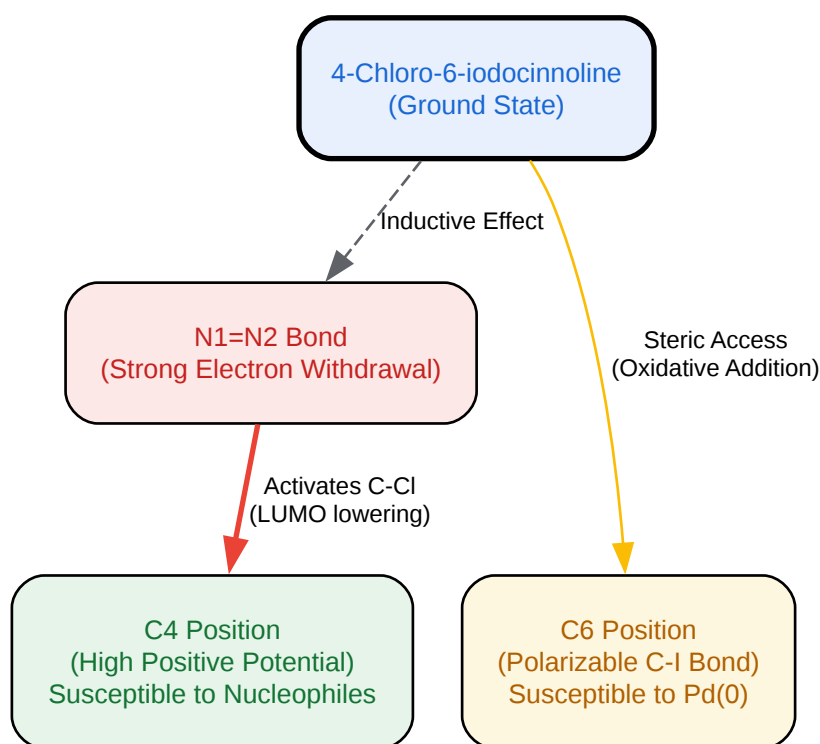 4-Chloro-6-iodocinnoline
(Ground State)
Inductive Effect
N1=N2 Bond
(Strong Electron Withdrawal)
Steric Access
(Oxidative Addition)
Activates C-Cl
(LUMO lowering)
C4 Position
(High Positive Potential)
Susceptible to Nucleophiles
C6 Position
(Polarizable C-I Bond)
Susceptible to Pd(0)